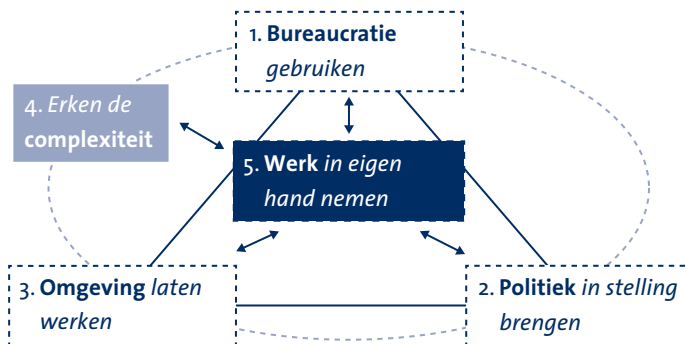 1. Bureaucratie
gebruiken
4. Erken de
complexiteit
5. Werk in eigen
hand nemen
3. Omgeving laten
werken
2. Politiek in stelling
brengen